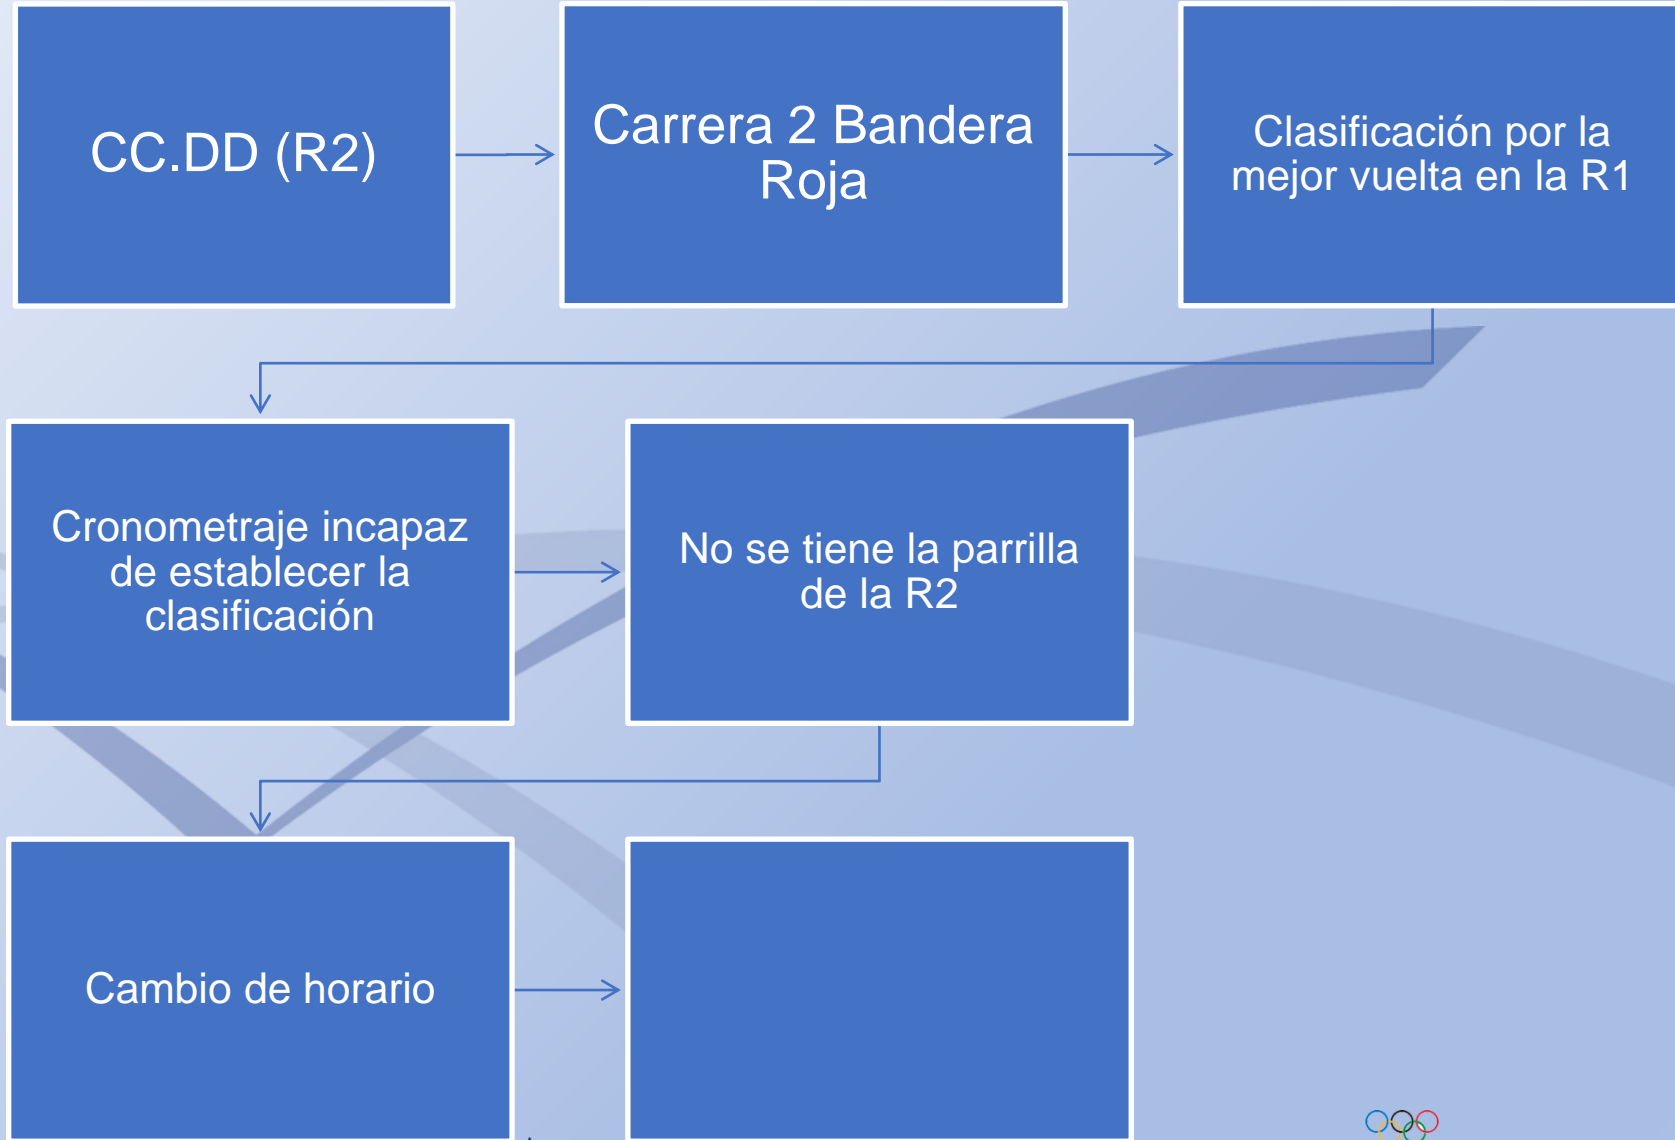 CC.DD (R2)
Carrera 2 Bandera
Roja
Clasificación por la
mejor vuelta en la R1
Cronometraje incapaz
de establecer la
clasificación
No se tiene la parrilla
de la R2
Cambio de horario